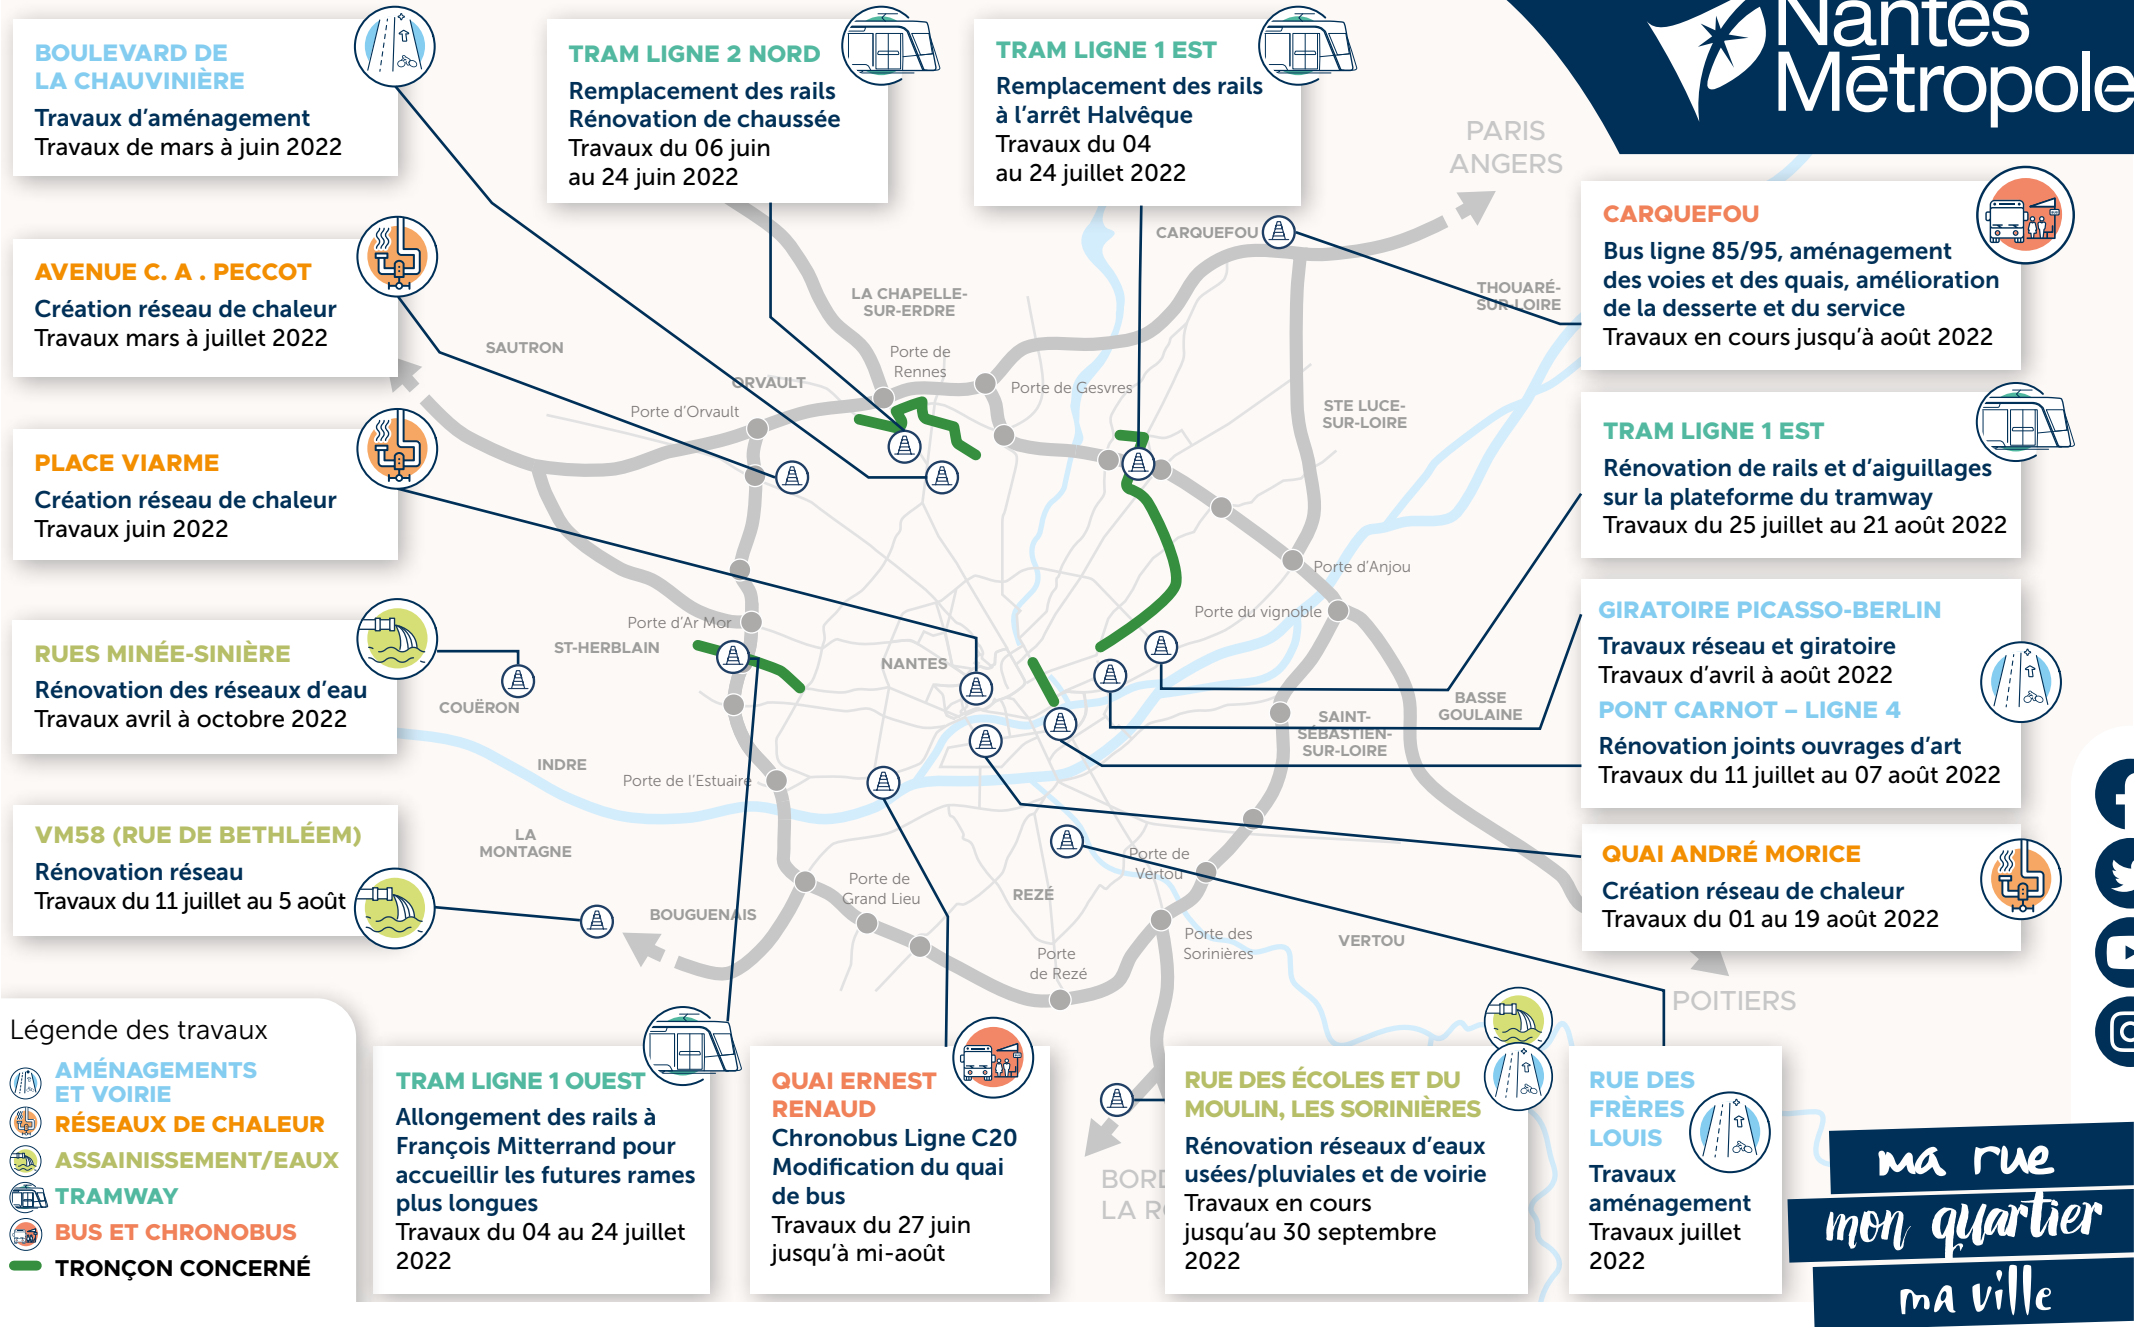 BOULEVARD DE
LA CHAUVINIÈRE
Travaux d'aménagement
Travaux de mars à juin 2022
TRAM LIGNE 2 NORD
Remplacement des rails
Rénovation de chaussée
Travaux du 06 juin
au 24 juin 2022
TRAM LIGNE 1 EST
Remplacement des rails
à l'arrêt Halvêque
Travaux du 04
au 24 juillet 2022
Nantes
Métropole
PARIS
ANGERS
AVENUE C. A . PECCOT
Création réseau de chaleur
Travaux mars à juillet 2022
CARQUEFOU
Bus ligne 85/95, aménagement
des voies et des quais, amélioration
de la desserte et du service
Travaux en cours jusqu'à août 2022
CARQUEFOU
THOUARÉ-
SUR-LOIRE
LA CHAPELLE-
SUR-ERDRE
SAUTRON
ORVAULT
Porte de
Rennes
Porte de Gesvres
Porte d'Orvault
STE LUCE-
SUR-LOIRE
PLACE VIARME
Création réseau de chaleur
Travaux juin 2022
TRAM LIGNE 1 EST
Rénovation de rails et d'aiguillages
sur la plateforme du tramway
Travaux du 25 juillet au 21 août 2022
Porte d'Anjou
Porte du vignoble
Porte d'Ar Mor
ST-HERBLAIN
NANTES
RUES MINÉE-SINIÈRE
Rénovation des réseaux d'eau
Travaux avril à octobre 2022
COUËRON
BASSE
GOULAINE
SAINT-
SÉBASTIEN-
SUR-LOIRE
GIRATOIRE PICASSO-BERLIN
Travaux réseau et giratoire
Travaux d'avril à août 2022
PONT CARNOT – LIGNE 4
Rénovation joints ouvrages d'art
Travaux du 11 juillet au 07 août 2022
INDRE
Porte de l'Estuaire
VM58 (RUE DE BETHLÉEM)
Rénovation réseau
Travaux du 11 juillet au 5 août
LA
MONTAGNE
BOUGUENAIS
Porte de
Grand Lieu
REZÉ
Porte de
Vertou
QUAI ANDRÉ MORICE
Création réseau de chaleur
Travaux du 01 au 19 août 2022
Porte des
Sorinières
VERTOU
Porte
de Rezé
POITIERS
Légende des travaux
AMÉNAGEMENTS
ET VOIRIE
RÉSEAUX DE CHALEUR
ASSAINISSEMENT/EAUX
TRAMWAY
BUS ET CHRONOBUS
TRONÇON CONCERNÉ
TRAM LIGNE 1 OUEST
Allongement des rails à
François Mitterrand pour
accueillir les futures rames
plus longues
Travaux du 04 au 24 juillet
2022
QUAI ERNEST
RENAUD
Chronobus Ligne C20
Modification du quai
de bus
Travaux du 27 juin
jusqu'à mi-août
BORD
LA R
RUE DES ÉCOLES ET DU
MOULIN, LES SORINIÈRES
Rénovation réseaux d'eaux
usées/pluviales et de voirie
Travaux en cours
jusqu'au 30 septembre
2022
RUE DES
FRÈRES
LOUIS
Travaux
aménagement
Travaux juillet
2022
ma rue
mon quartier
ma ville